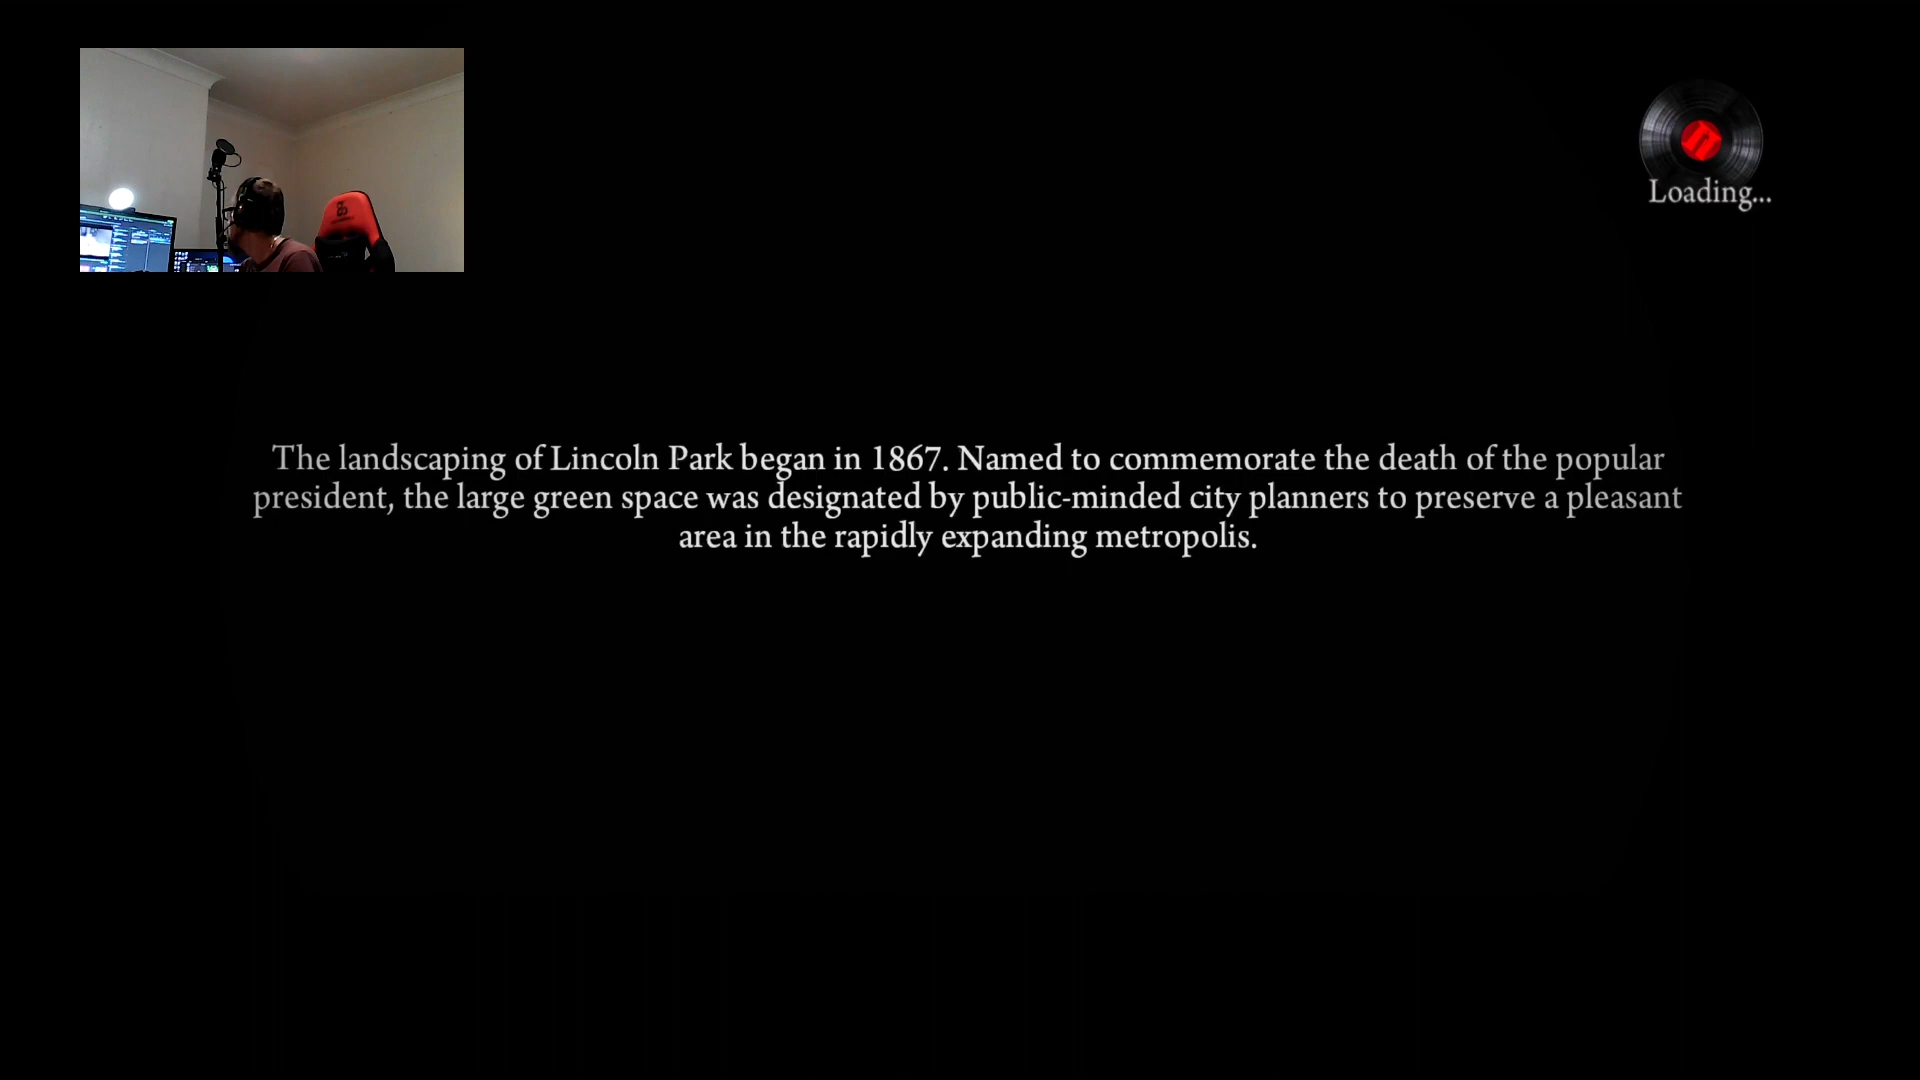 Loading...
The landscaping of Lincoln Park began in 1867. Named to commemorate the death of the popular
president, the large green space was designated by public-minded city planners to preserve a pleasant
area in the rapidly expanding metropolis.